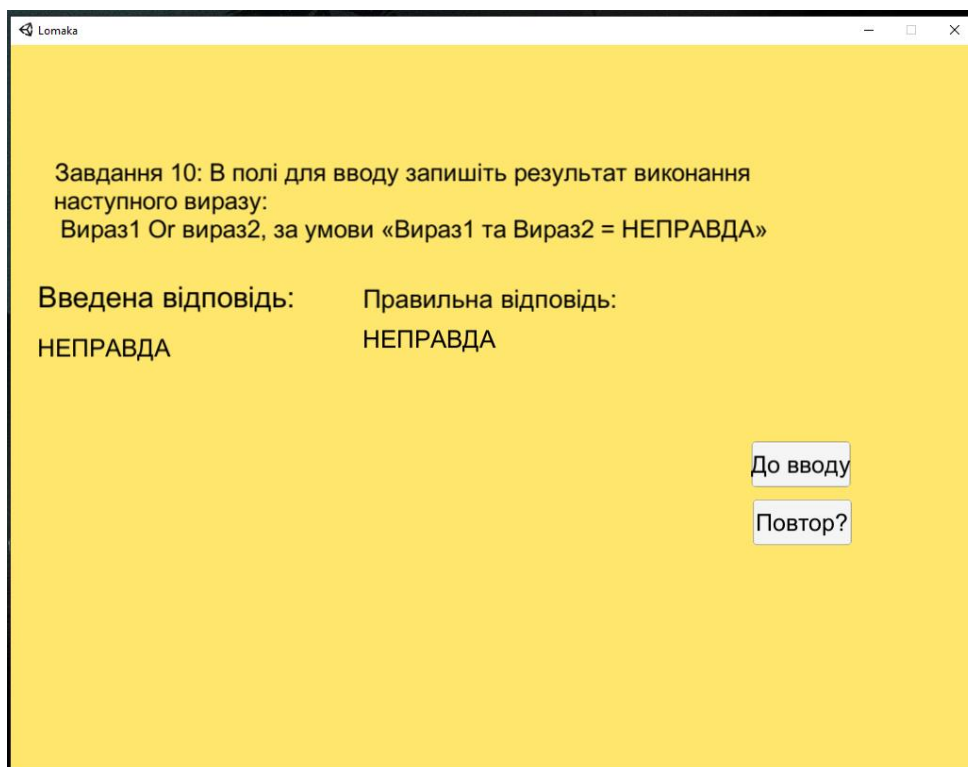 Lomaka
Завдання 10: В полі для вводу запишіть результат виконання
наступного виразу:
Вираз1 Or вираз2, за умови «Вираз1 та Вираз2 = НЕПРАВДА»
Введена відповідь:
НЕПРАВДА
Правильна відповідь:
НЕПРАВДА
До вводу
Повтор?